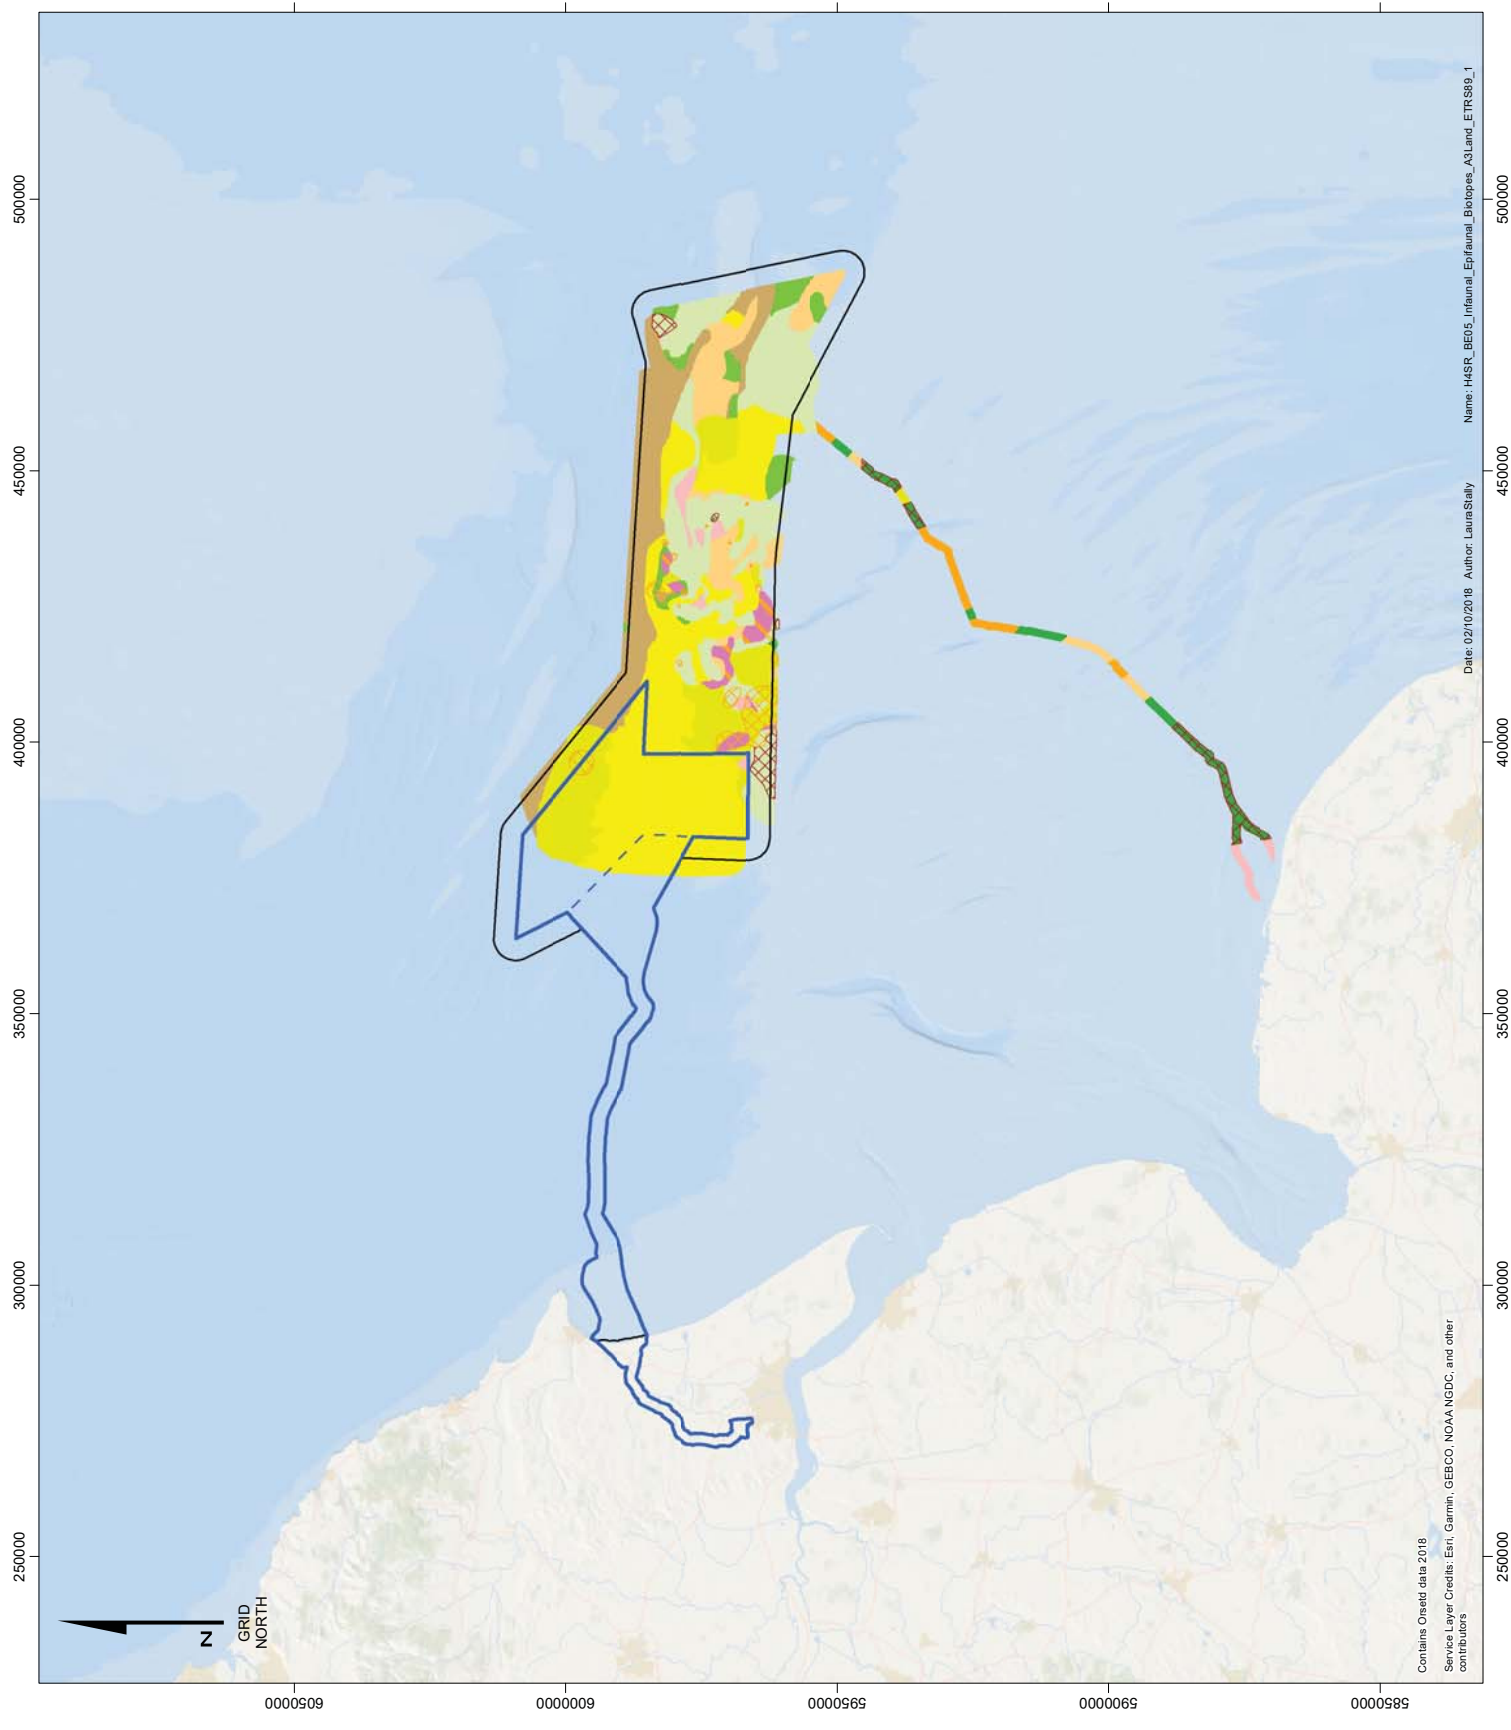 250000
300000
350000
400000
450000
500000
6050000
6000000
5950000
5900000
5850000
N
GRID
NORTH
Contains Orsetd data 2018
Service Layer Credits: Esri, Garmin, GEBCO, NOAA NGDC, and other
contributors
Date: 02/10/2018 Author: LauraStally Name: H4SR_BE05_Infaunal_Epifaunal_Biotopes_A3Land_ETRS89_1
250000
300000
350000
400000
450000
500000